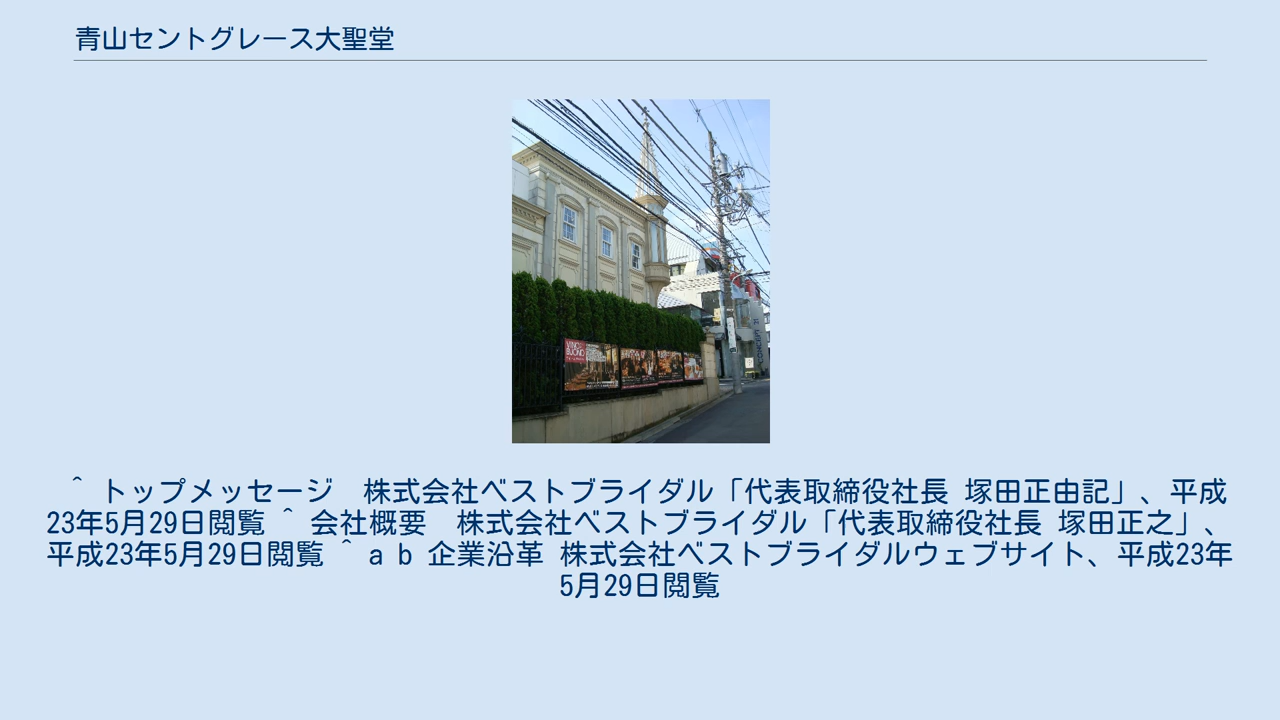 青山セントグレース大聖堂
VINO BUONO
^ トップメッセージ　株式会社ベストブライダル「代表取締役社長 塚田正由記」、平成
23年5月29日閲覧 ^ 会社概要　株式会社ベストブライダル「代表取締役社長 塚田正之」、
平成23年5月29日閲覧 ^ a b 企業沿革 株式会社ベストブライダルウェブサイト、平成23年
5月29日閲覧